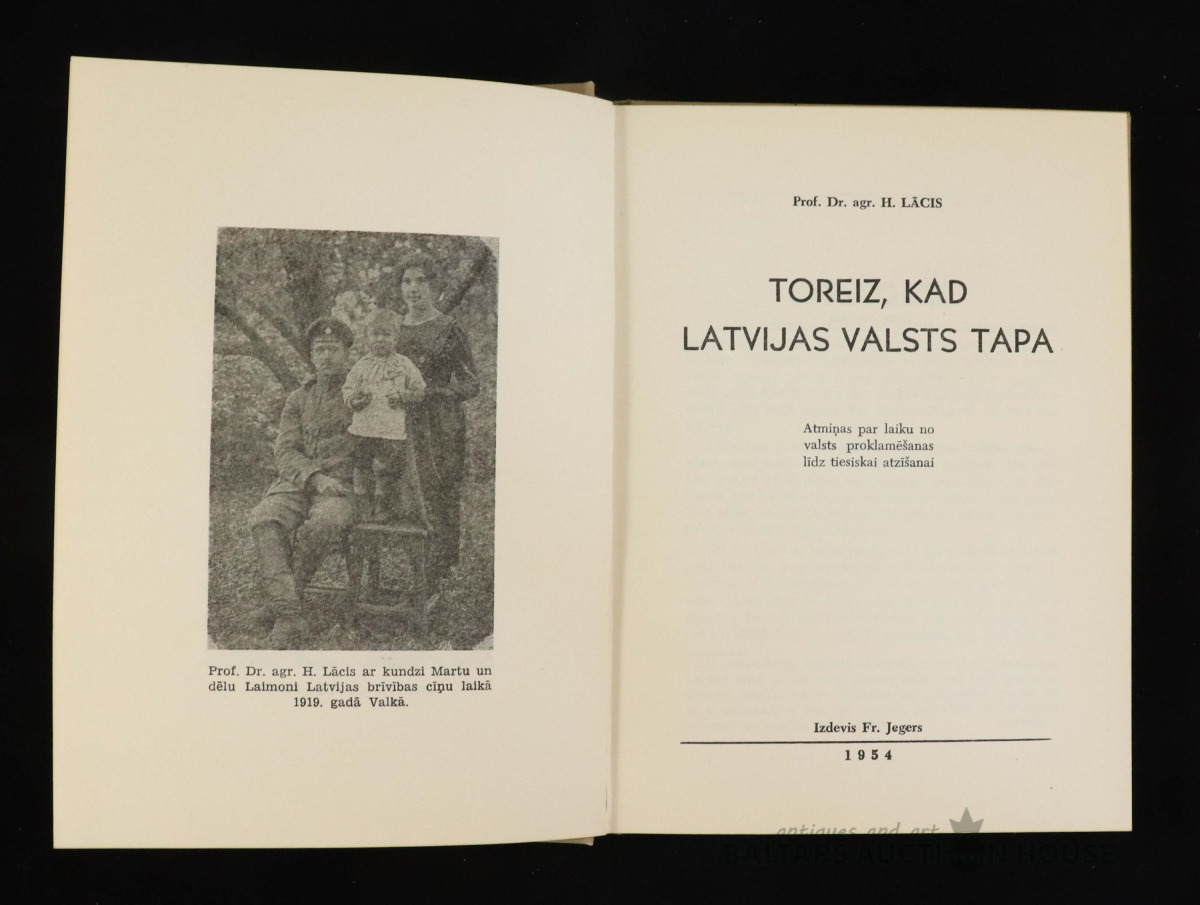 Prof. Dr. agr. H. Lācis ar kundzi Martu un
dēlu Laimoni Latvijas brīvības cīņu laikā
1919. gadā Valkā.
Prof. Dr. agr. H. LĀCIS
TOREIZ, KAD
LATVIJAS VALSTS TAPA
Atmiņas par laiku no
valsts proklamēšanas
līdz tiesiskai atzīšanai
Izdevis Fr. Jegers
1954
antiques and art
BALTARS AUCTION HOUSE